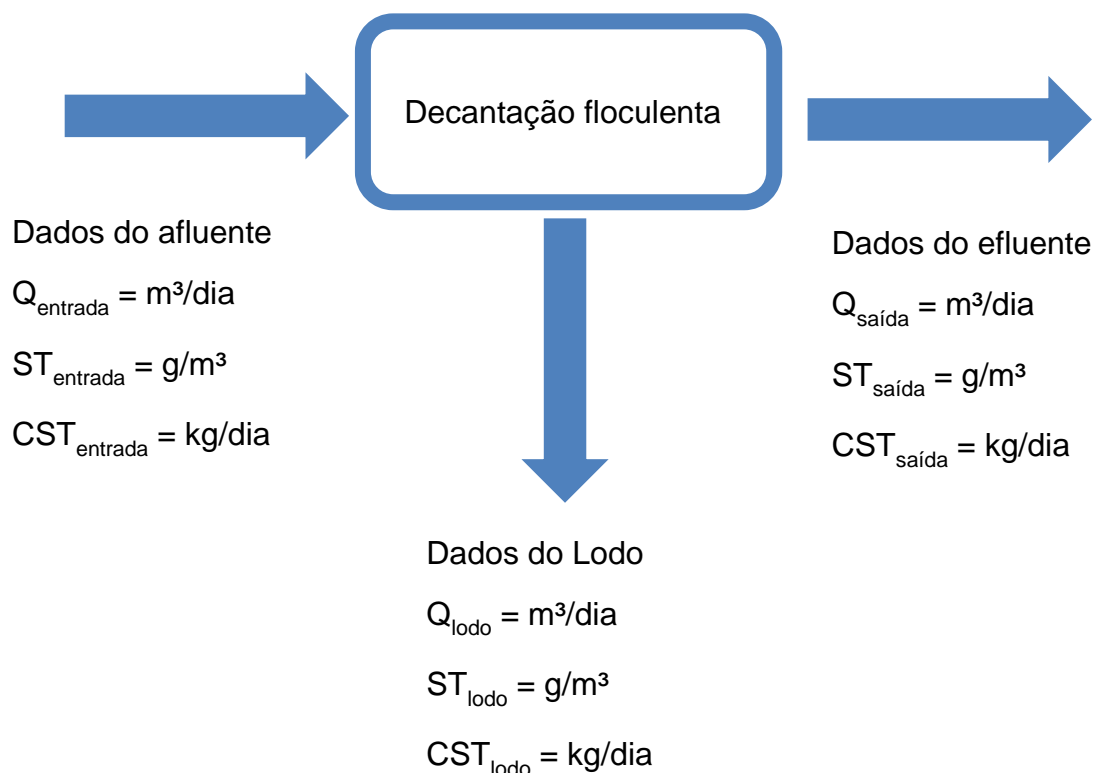 Decantação floculenta
Dados do afluente
Qentrada = m³/dia
STentrada = g/m³
CSTentrada = kg/dia
Dados do efluente
Qsaída = m³/dia
STsaída = g/m³
CSTsaída = kg/dia
Dados do Lodo
Qlodo = m³/dia
STlodo = g/m³
CSTlodo = kg/dia